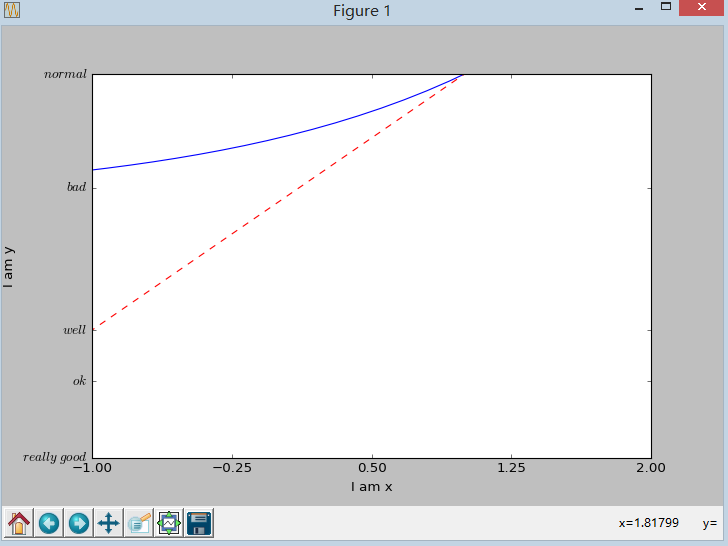 Figure 1
normal
bad
well
ok
really good
I am y
−1.00 −0.25 0.50 1.25 2.00
I am x
x=1.81799 y=